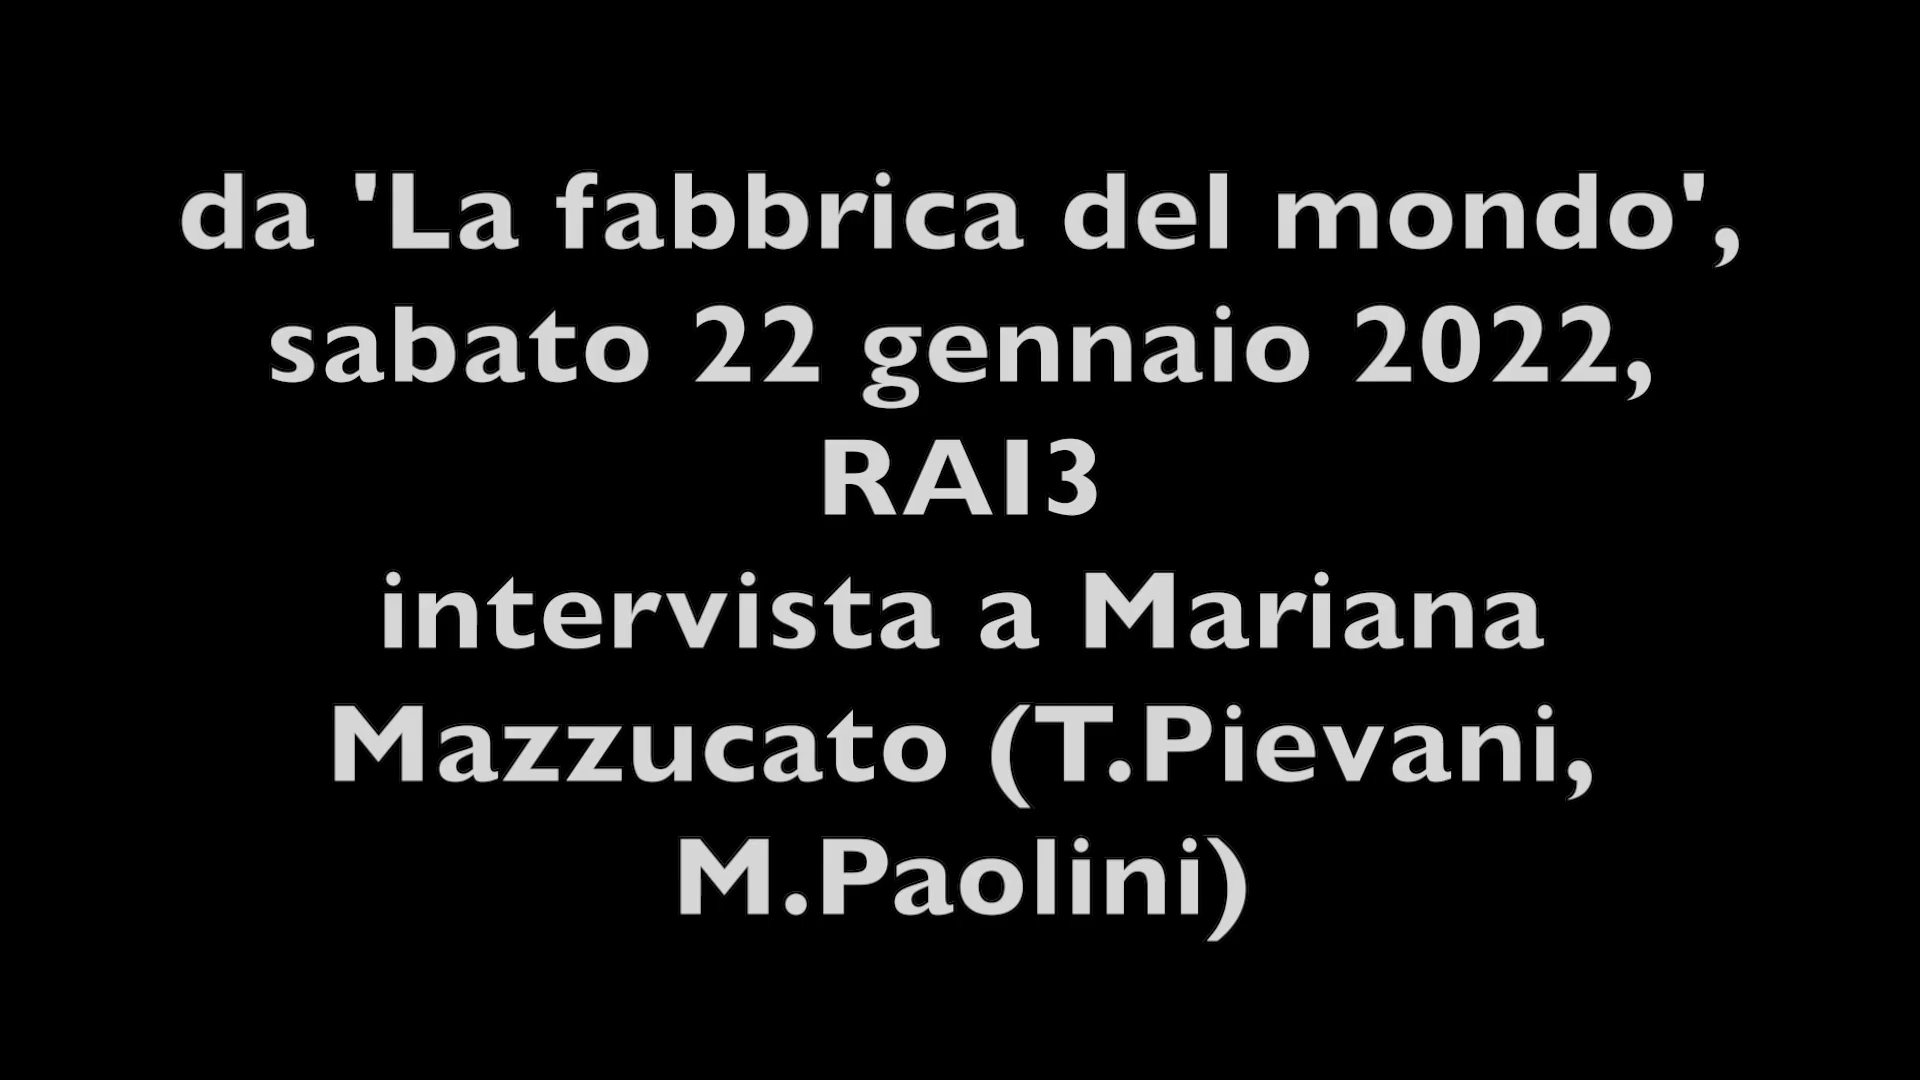 da 'La fabbrica del mondo',
sabato 22 gennaio 2022,
RAI3
intervista a Mariana
Mazzucato (T.Pievani,
M.Paolini)